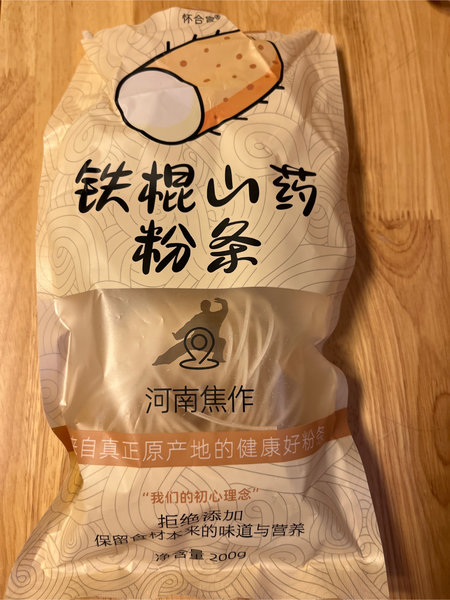 怀合
铁棍山药
粉条
河南焦作
来自真正原产地的健康好粉条
“我们的初心理念”
拒绝添加
保留食材本来的味道与营养
净含量 200g